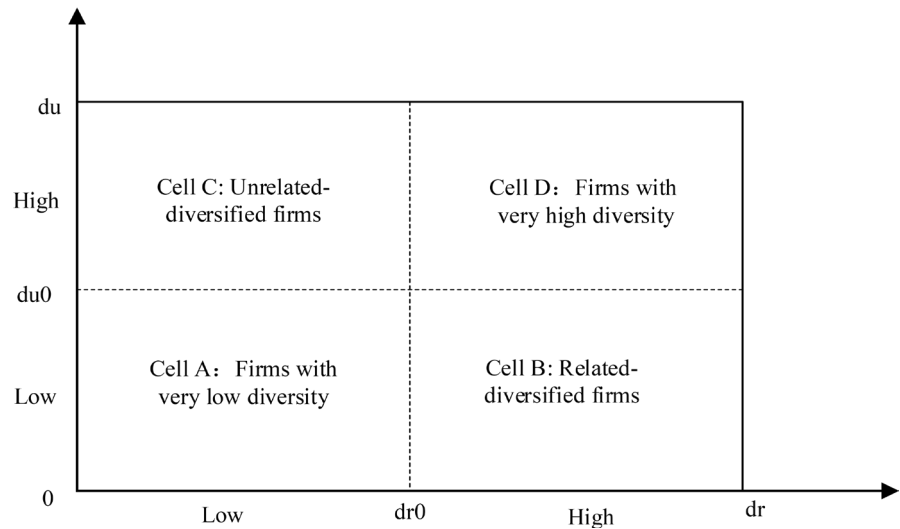 du
Cell C: Unrelated-
diversified firms
Cell D：Firms with
very high diversity
High
du0
Cell A：Firms with
very low diversity
Cell B: Related-
diversified firms
Low
0
Low
dr0
High
dr